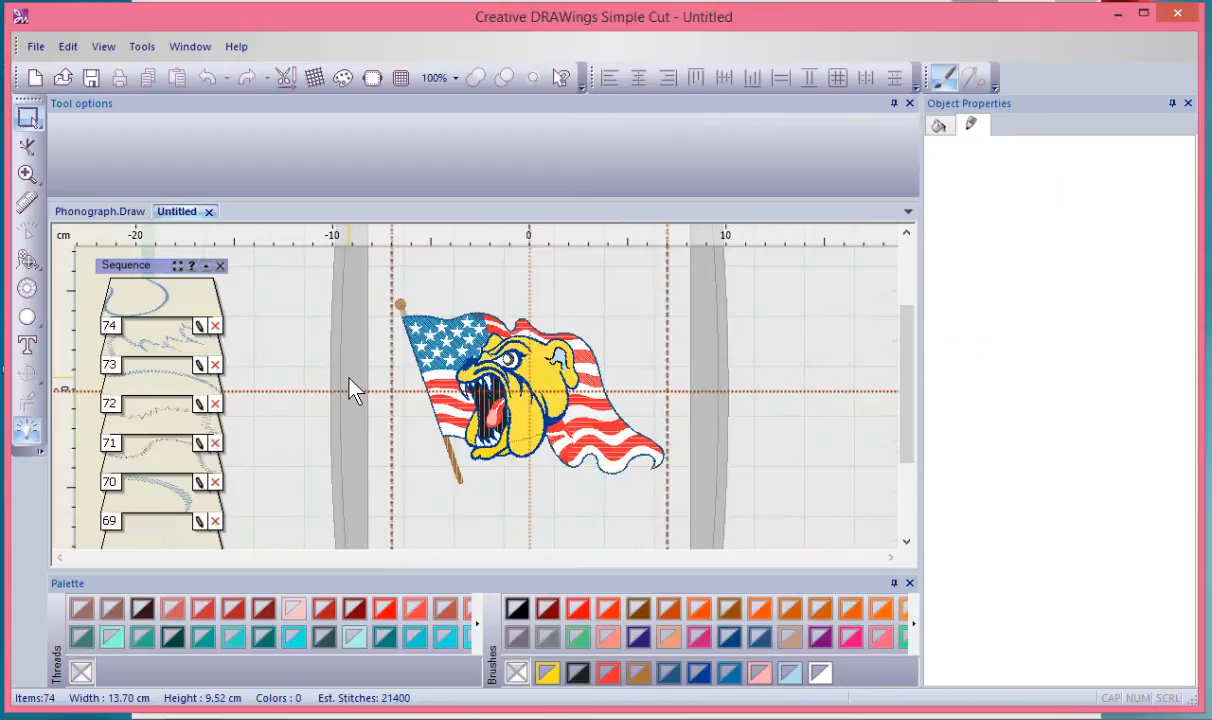 Creative DRAWings Simple Cut - Untitled
File Edit View Tools Window Help
100%
Tool options
Object Properties
Phonograph.Draw Untitled
cm -20 -10 0 10
Sequence
74
73
72
71
70
69
Palette
Threads
Brushes
Items:74 Width : 13.70 cm Height : 9.52 cm Colors : 0 Est. Stitches: 21400 CAP NUM SCRL